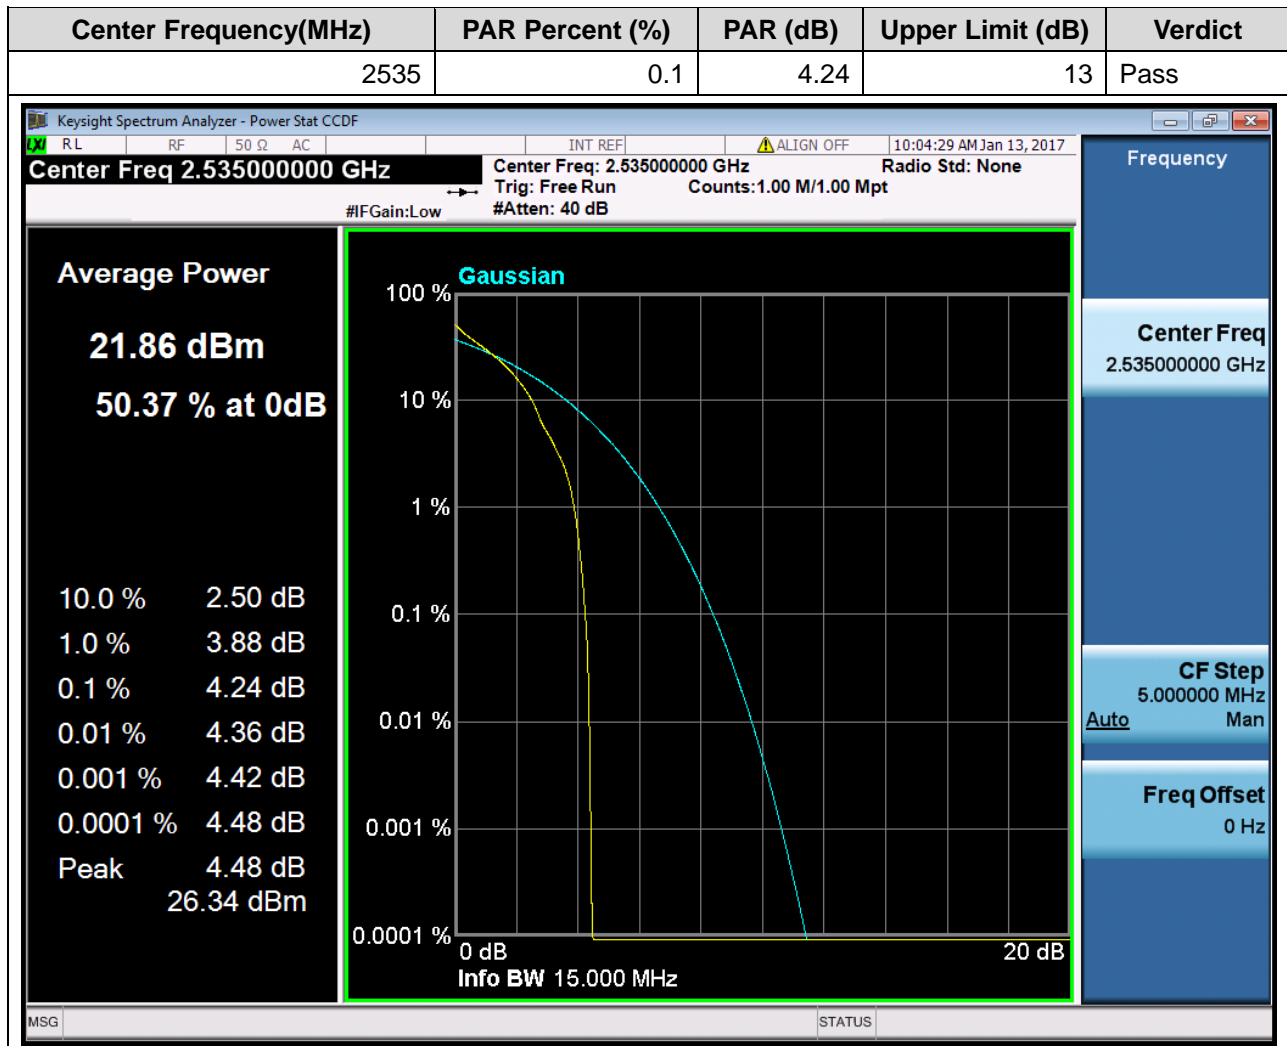 Center Frequency(MHz) PAR Percent (%) PAR (dB) Upper Limit (dB) Verdict
2535 0.1 4.24 13 Pass
Keysight Spectrum Analyzer - Power Stat CCDF
LXI RL RF 50 Ω AC INT REF ALIGN OFF 10:04:29 AM Jan 13, 2017
Center Freq 2.535000000 GHz
Center Freq: 2.535000000 GHz Radio Std: None
Trig: Free Run Counts:1.00 M/1.00 Mpt
#IFGain:Low #Atten: 40 dB
Average Power
21.86 dBm
50.37 % at 0dB
10.0 % 2.50 dB
1.0 % 3.88 dB
0.1 % 4.24 dB
0.01 % 4.36 dB
0.001 % 4.42 dB
0.0001 % 4.48 dB
Peak 4.48 dB
26.34 dBm
Gaussian
100 %
10 %
1 %
0.1 %
0.01 %
0.001 %
0.0001 %
0 dB 20 dB
Info BW 15.000 MHz
Frequency
Center Freq
2.535000000 GHz
CF Step
5.000000 MHz
Auto Man
Freq Offset
0 Hz
MSG STATUS